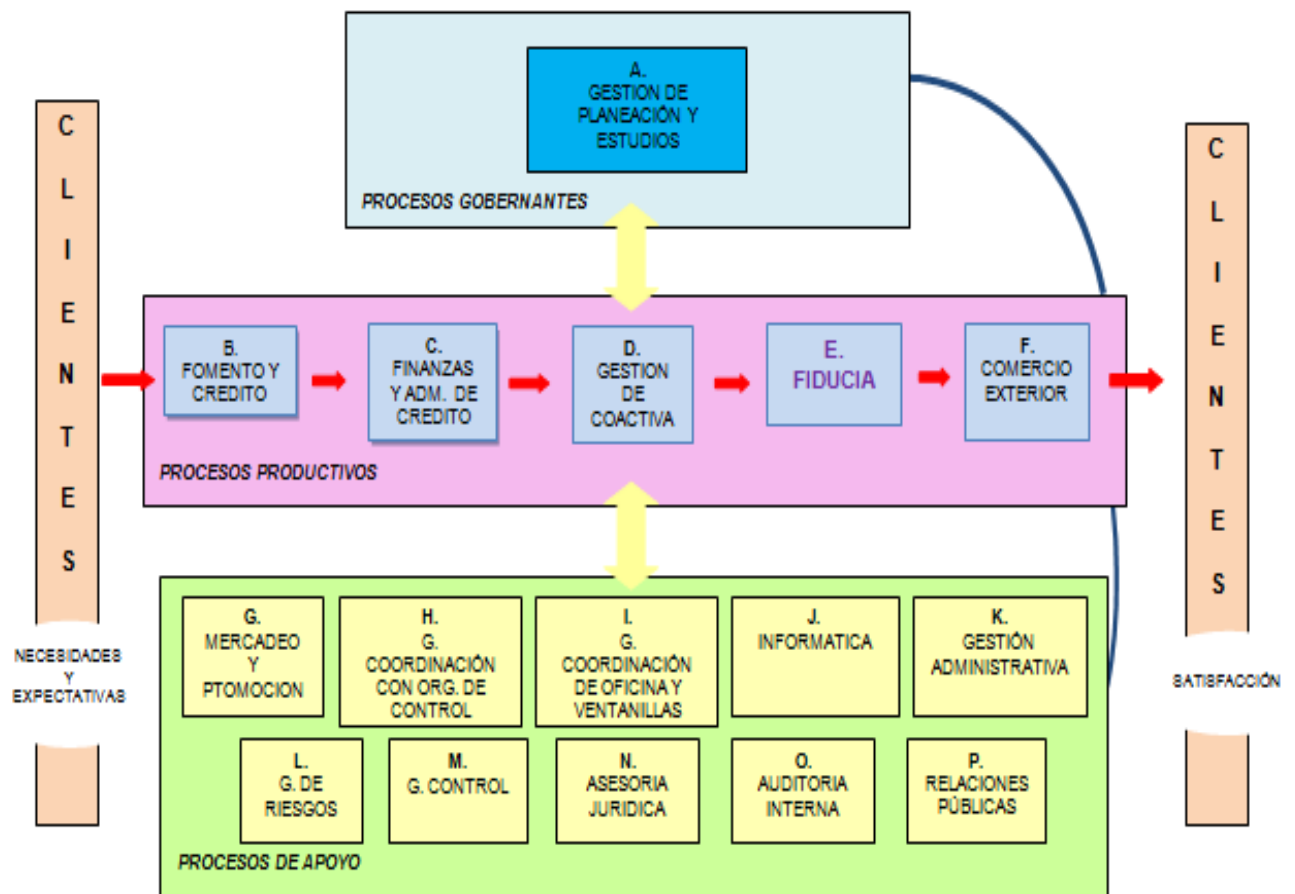 A.
GESTION DE
PLANEACIÓN Y
ESTUDIOS
PROCESOS GOBERNANTES
CLIENTES
NECESIDADES
Y
EXPECTATIVAS
B.
FOMENTO Y
CREDITO
C.
FINANZAS
Y ADM. DE
CREDITO
D.
GESTION
DE
COACTIVA
E.
FIDUCIA
F.
COMERCIO
EXTERIOR
PROCESOS PRODUCTIVOS
CLIENTES
SATISFACCIÓN
G.
MERCADEO
Y
PTOMOCION
H.
G.
COORDINACIÓN
CON ORG. DE
CONTROL
I.
G.
COORDINACIÓN
DE OFICINA Y
VENTANILLAS
J.
INFORMATICA
K.
GESTIÓN
ADMINISTRATIVA
L.
G. DE
RIESGOS
M.
G. CONTROL
N.
ASESORIA
JURIDICA
O.
AUDITORIA
INTERNA
P.
RELACIONES
PÚBLICAS
PROCESOS DE APOYO